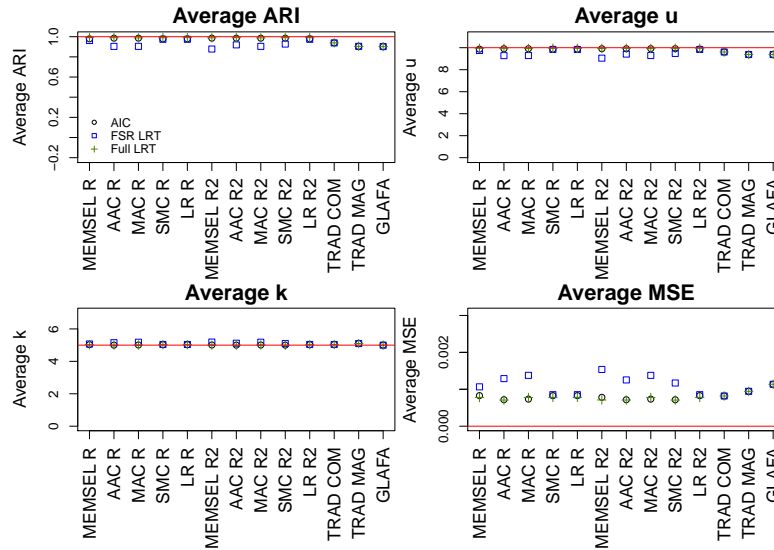 Average ARI
Average ARI
1.0
0.6
0.2
−0.2
AIC
FSR LRT
Full LRT
MEMSEL R
AAC R
MAC R
SMC R
LR R
MEMSEL R2
AAC R2
MAC R2
SMC R2
LR R2
TRAD COM
TRAD MAG
GLAFA
Average u
Average u
8
6
4
2
0
MEMSEL R
AAC R
MAC R
SMC R
LR R
MEMSEL R2
AAC R2
MAC R2
SMC R2
LR R2
TRAD COM
TRAD MAG
GLAFA
Average k
Average k
6
4
2
0
MEMSEL R
AAC R
MAC R
SMC R
LR R
MEMSEL R2
AAC R2
MAC R2
SMC R2
LR R2
TRAD COM
TRAD MAG
GLAFA
Average MSE
Average MSE
0.002
0.000
MEMSEL R
AAC R
MAC R
SMC R
LR R
MEMSEL R2
AAC R2
MAC R2
SMC R2
LR R2
TRAD COM
TRAD MAG
GLAFA